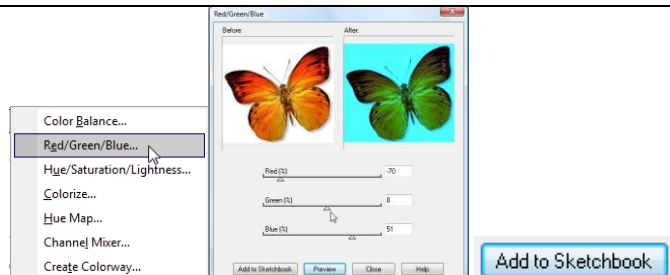 Color Balance...
Red/Green/Blue...
Hue/Saturation/Lightness...
Colorize...
Hue Map...
Channel Mixer...
Create Colorway...
Red/Green/Blue
Before:
After:
Red (%)
-70
Green (%)
8
Blue (%)
51
Add to Sketchbook
Preview
Close
Help
Add to Sketchbook